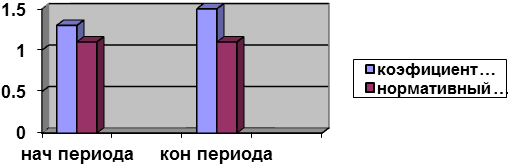 1.5
1
0.5
0
нач периода кон периода
коэфициент…
нормативный…